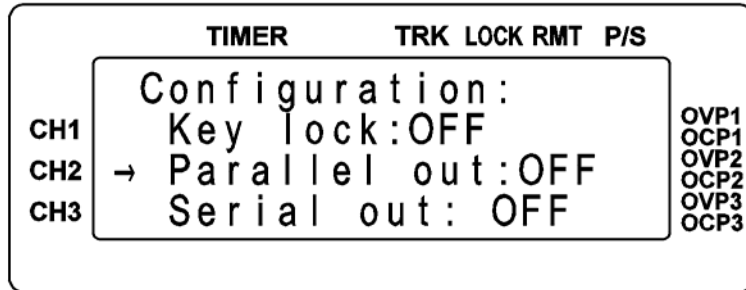 TIMER TRK LOCK RMT P/S
Configuration:
CH1 Key lock:OFF OVP1
OCP1
CH2 → Parallel out:OFF OVP2
OCP2
CH3 Serial out: OFF OVP3
OCP3